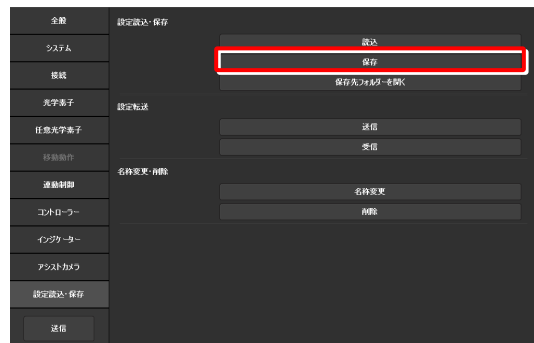 全般
システム
接続
光学素子
任意光学素子
移動動作
連動制御
コントローラー
インジケーター
アシストカメラ
設定読込・保存
送信
設定読込・保存
読込
保存
保存先フォルダーを開く
設定転送
送信
受信
名称変更・削除
名称変更
削除